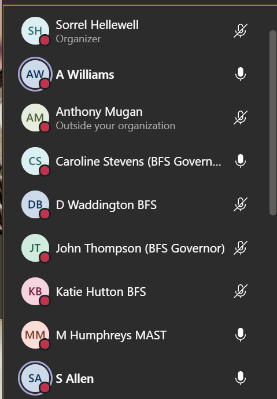 SH Sorrel Hellewell
Organizer
AW A Williams
AM Anthony Mugan
Outside your organization
CS Caroline Stevens (BFS Govern...
DB D Waddington BFS
JT John Thompson (BFS Governor)
KB Katie Hutton BFS
MM M Humphreys MAST
SA S Allen